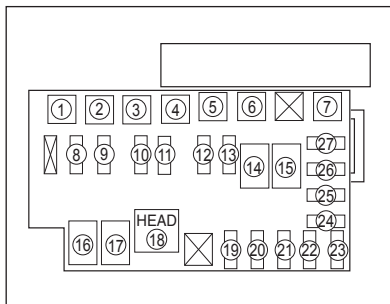 ① ② ③ ④ ⑤ ⑥ ⑦
⑧ ⑨ ⑩ ⑪ ⑫ ⑬ ⑭ ⑮
㉗
㉖
㉕
㉔
HEAD
⑯ ⑰ ⑱ ⑲ ⑳ ㉑ ㉒ ㉓